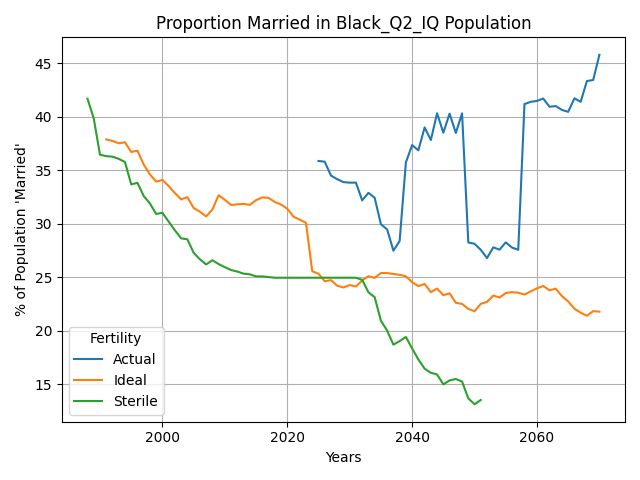 Proportion Married in Black_Q2_IQ Population
% of Population 'Married'
45
40
35
30
25
20
15
Fertility
Actual
Ideal
Sterile
2000 2020 2040 2060
Years